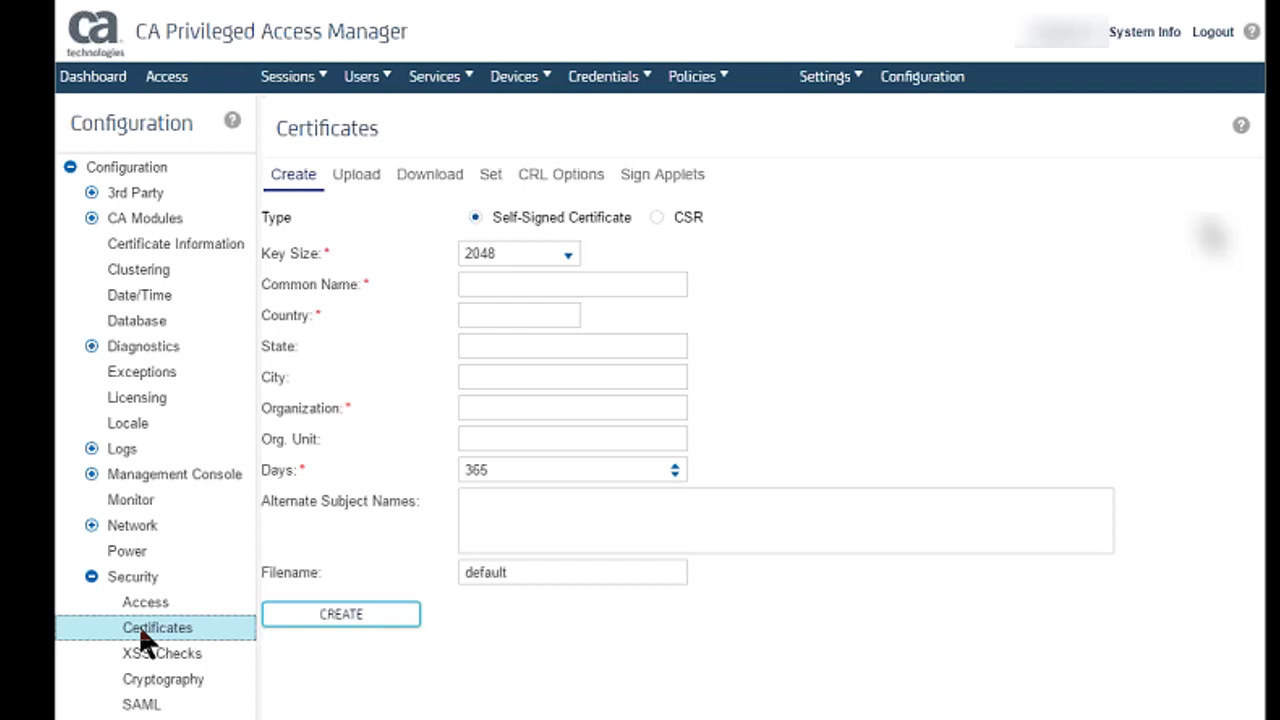 ca
technologies
CA Privileged Access Manager
System Info
Logout
?
Dashboard
Access
Sessions
Users
Services
Devices
Credentials
Policies
Settings
Configuration
Configuration
?
Configuration
3rd Party
CA Modules
Certificate Information
Clustering
Date/Time
Database
Diagnostics
Exceptions
Licensing
Locale
Logs
Management Console
Monitor
Network
Power
Security
Access
Certificates
XSS Checks
Cryptography
SAML
Certificates
?
Create
Upload
Download
Set
CRL Options
Sign Applets
Type
Self-Signed Certificate
CSR
Key Size:*
2048
Common Name:*
Country:*
State:
City:
Organization:*
Org. Unit:
Days:*
365
Alternate Subject Names:
Filename:
default
CREATE